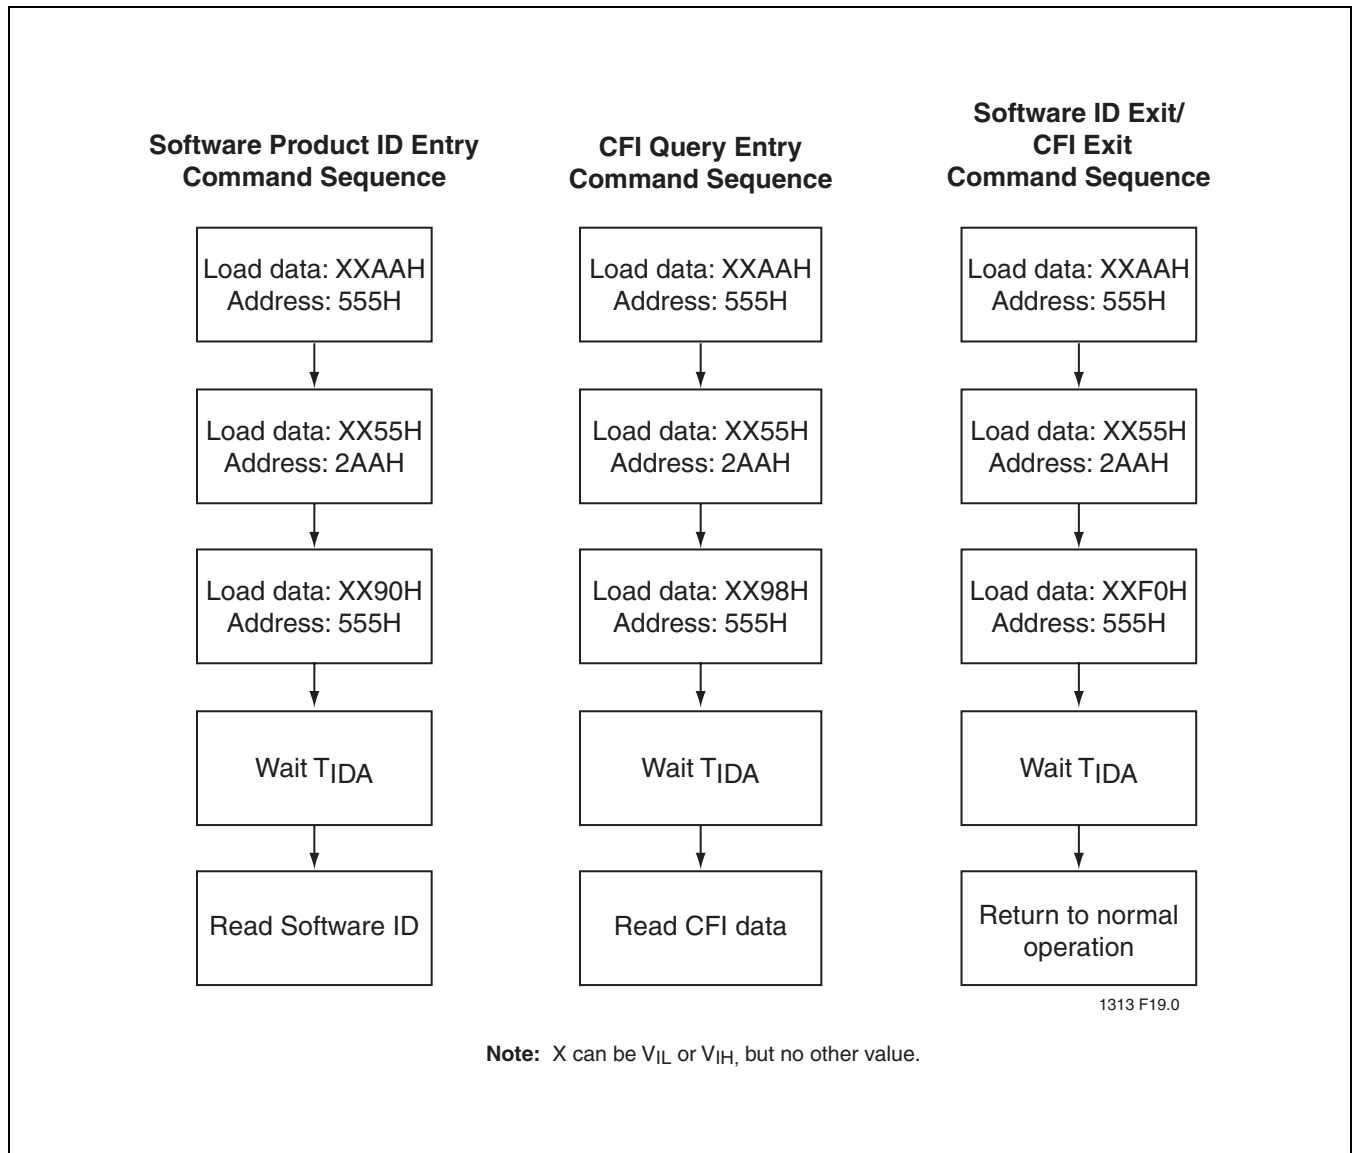 Software Product ID Entry
Command Sequence
Load data: XXAAH
Address: 555H
Load data: XX55H
Address: 2AAH
Load data: XX90H
Address: 555H
Wait TIDA
Read Software ID
CFI Query Entry
Command Sequence
Load data: XXAAH
Address: 555H
Load data: XX55H
Address: 2AAH
Load data: XX98H
Address: 555H
Wait TIDA
Read CFI data
Software ID Exit/
CFI Exit
Command Sequence
Load data: XXAAH
Address: 555H
Load data: XX55H
Address: 2AAH
Load data: XXF0H
Address: 555H
Wait TIDA
Return to normal
operation
1313 F19.0
Note: X can be VIL or VIH, but no other value.